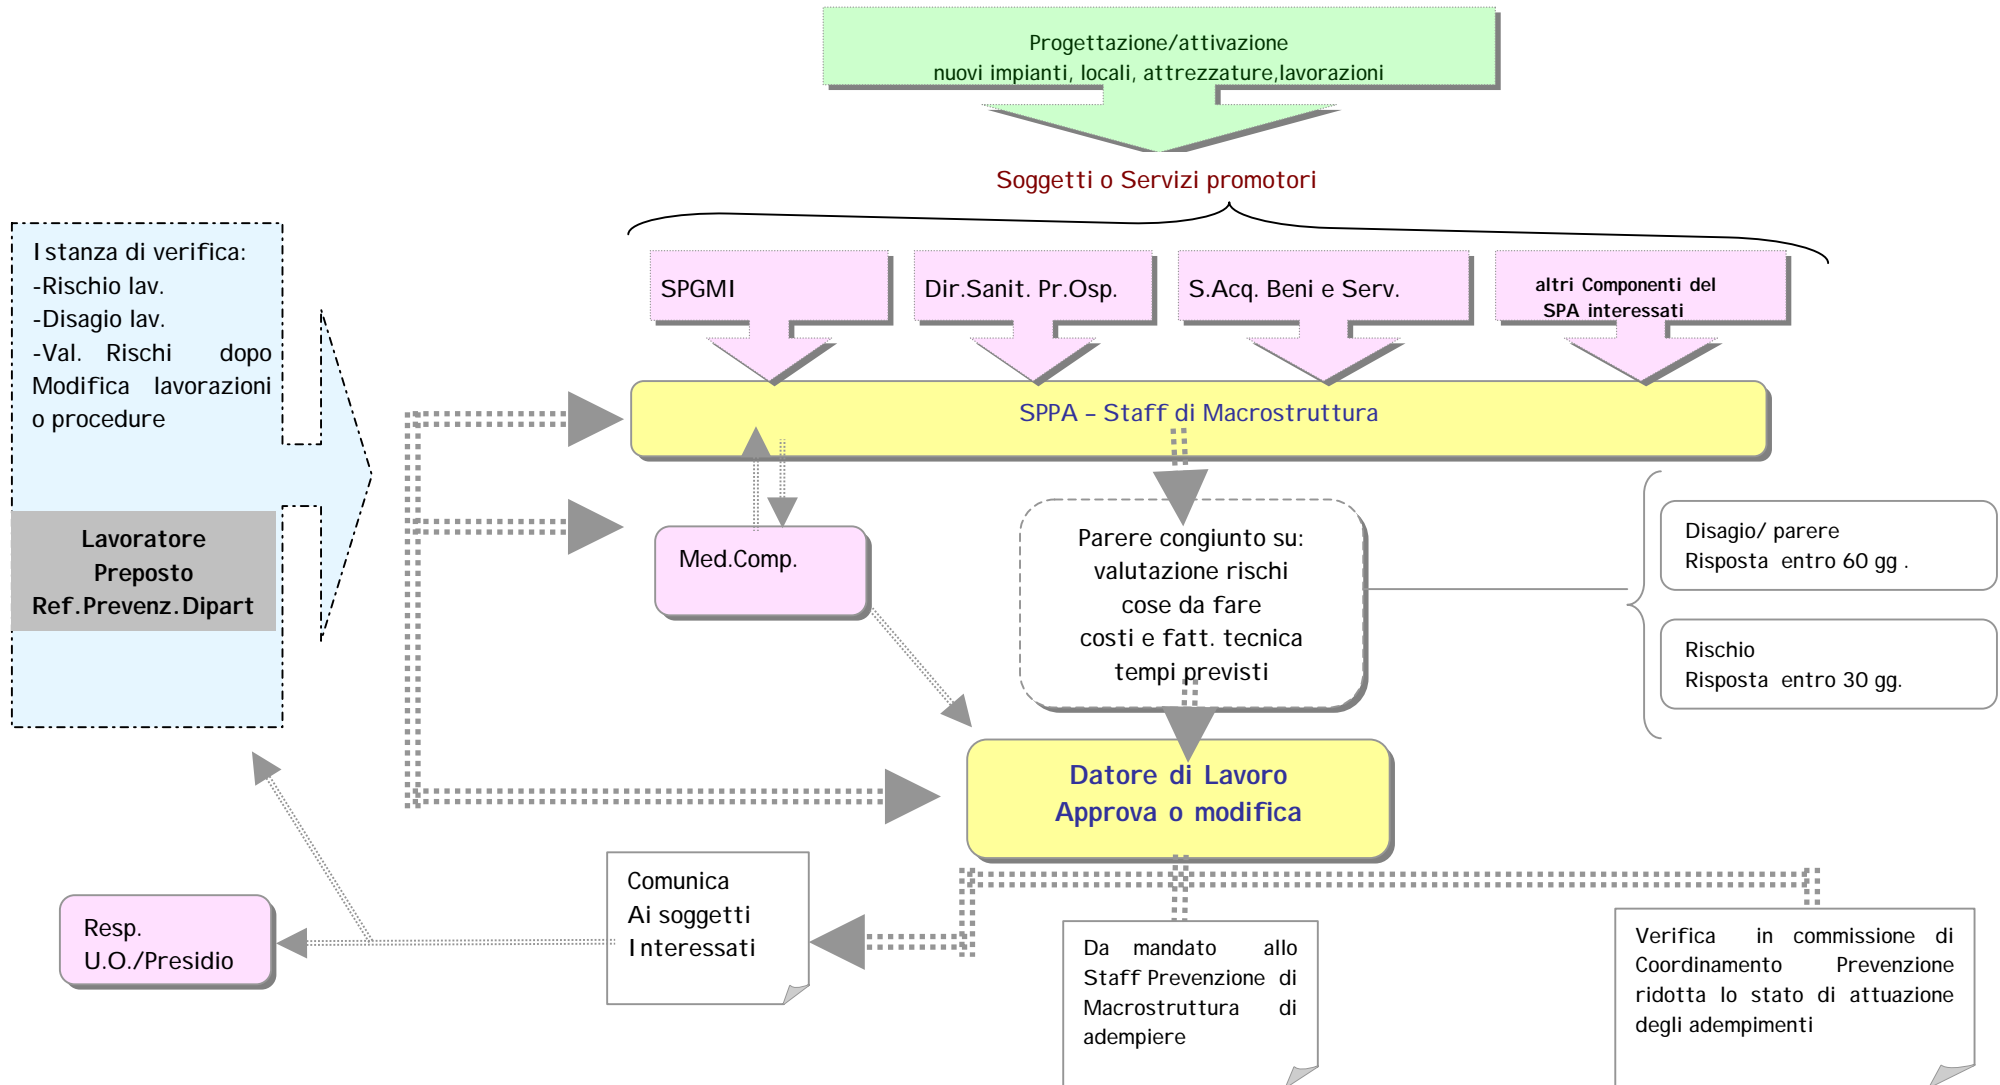 Progettazione/attivazione
nuovi impianti, locali, attrezzature,lavorazioni
Soggetti o Servizi promotori
Istanza di verifica:
-Rischio lav.
-Disagio lav.
-Val. Rischi dopo
Modifica lavorazioni
o procedure
Lavoratore
Preposto
Ref.Prevenz.Dipart
SPGMI
Dir.Sanit. Pr.Osp.
S.Acq. Beni e Serv.
altri Componenti del
SPA interessati
SPPA – Staff di Macrostruttura
Med.Comp.
Parere congiunto su:
valutazione rischi
cose da fare
costi e fatt. tecnica
tempi previsti
Disagio/ parere
Risposta entro 60 gg .
Rischio
Risposta entro 30 gg.
Datore di Lavoro
Approva o modifica
Comunica
Ai soggetti
Interessati
Resp.
U.O./Presidio
Da mandato allo
Staff Prevenzione di
Macrostruttura di
adempiere
Verifica in commissione di
Coordinamento Prevenzione
ridotta lo stato di attuazione
degli adempimenti